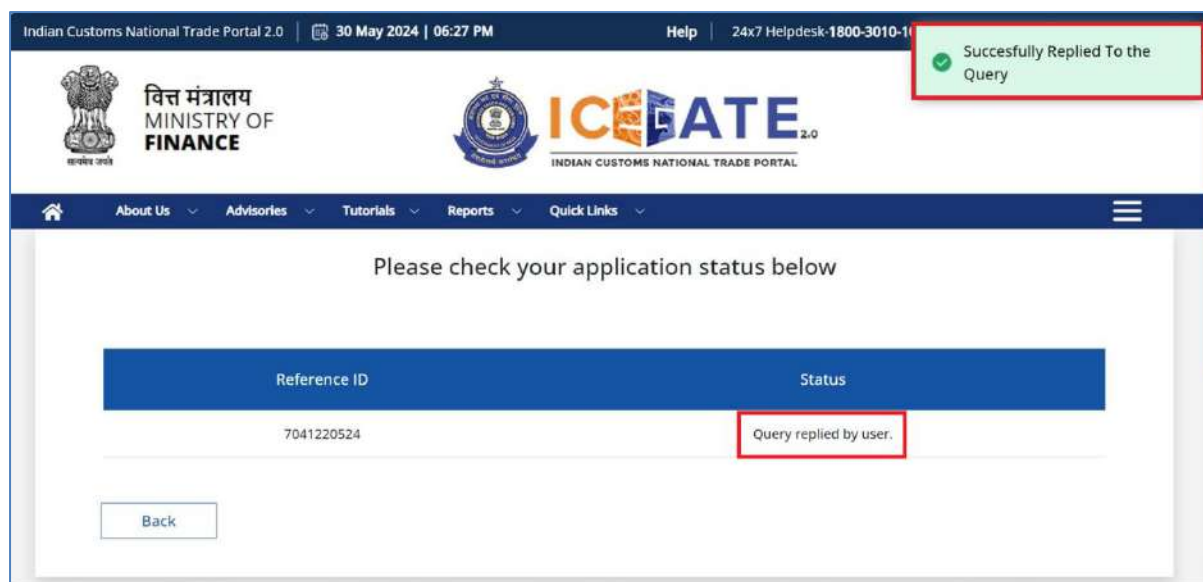 Indian Customs National Trade Portal 2.0 30 May 2024 | 06:27 PM Help 24x7 Helpdesk-1800-3010-
Succesfully Replied To the
Query
वित्त मंत्रालय
MINISTRY OF
FINANCE
सत्यमेव जयते
ICEGATE 2.0
INDIAN CUSTOMS NATIONAL TRADE PORTAL
About Us Advisories Tutorials Reports Quick Links
Please check your application status below
Reference ID Status
7041220524 Query replied by user.
Back